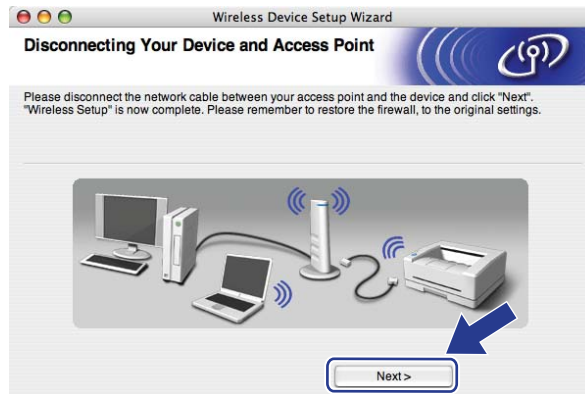 Wireless Device Setup Wizard
Disconnecting Your Device and Access Point
Please disconnect the network cable between your access point and the device and click "Next".
"Wireless Setup" is now complete. Please remember to restore the firewall, to the original settings.
Next >